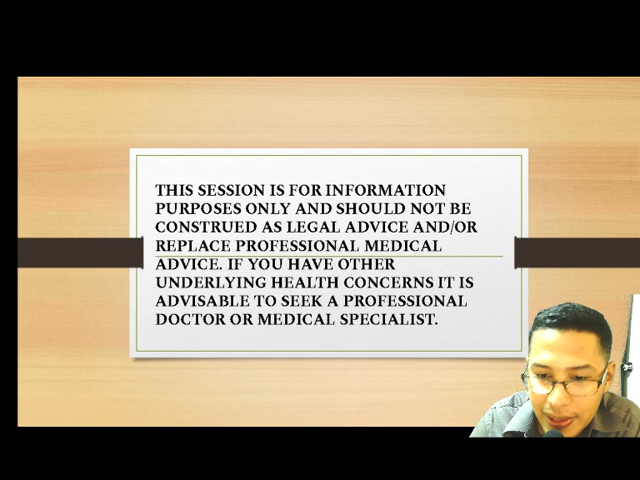 THIS SESSION IS FOR INFORMATION
PURPOSES ONLY AND SHOULD NOT BE
CONSTRUED AS LEGAL ADVICE AND/OR
REPLACE PROFESSIONAL MEDICAL
ADVICE. IF YOU HAVE OTHER
UNDERLYING HEALTH CONCERNS IT IS
ADVISABLE TO SEEK A PROFESSIONAL
DOCTOR OR MEDICAL SPECIALIST.